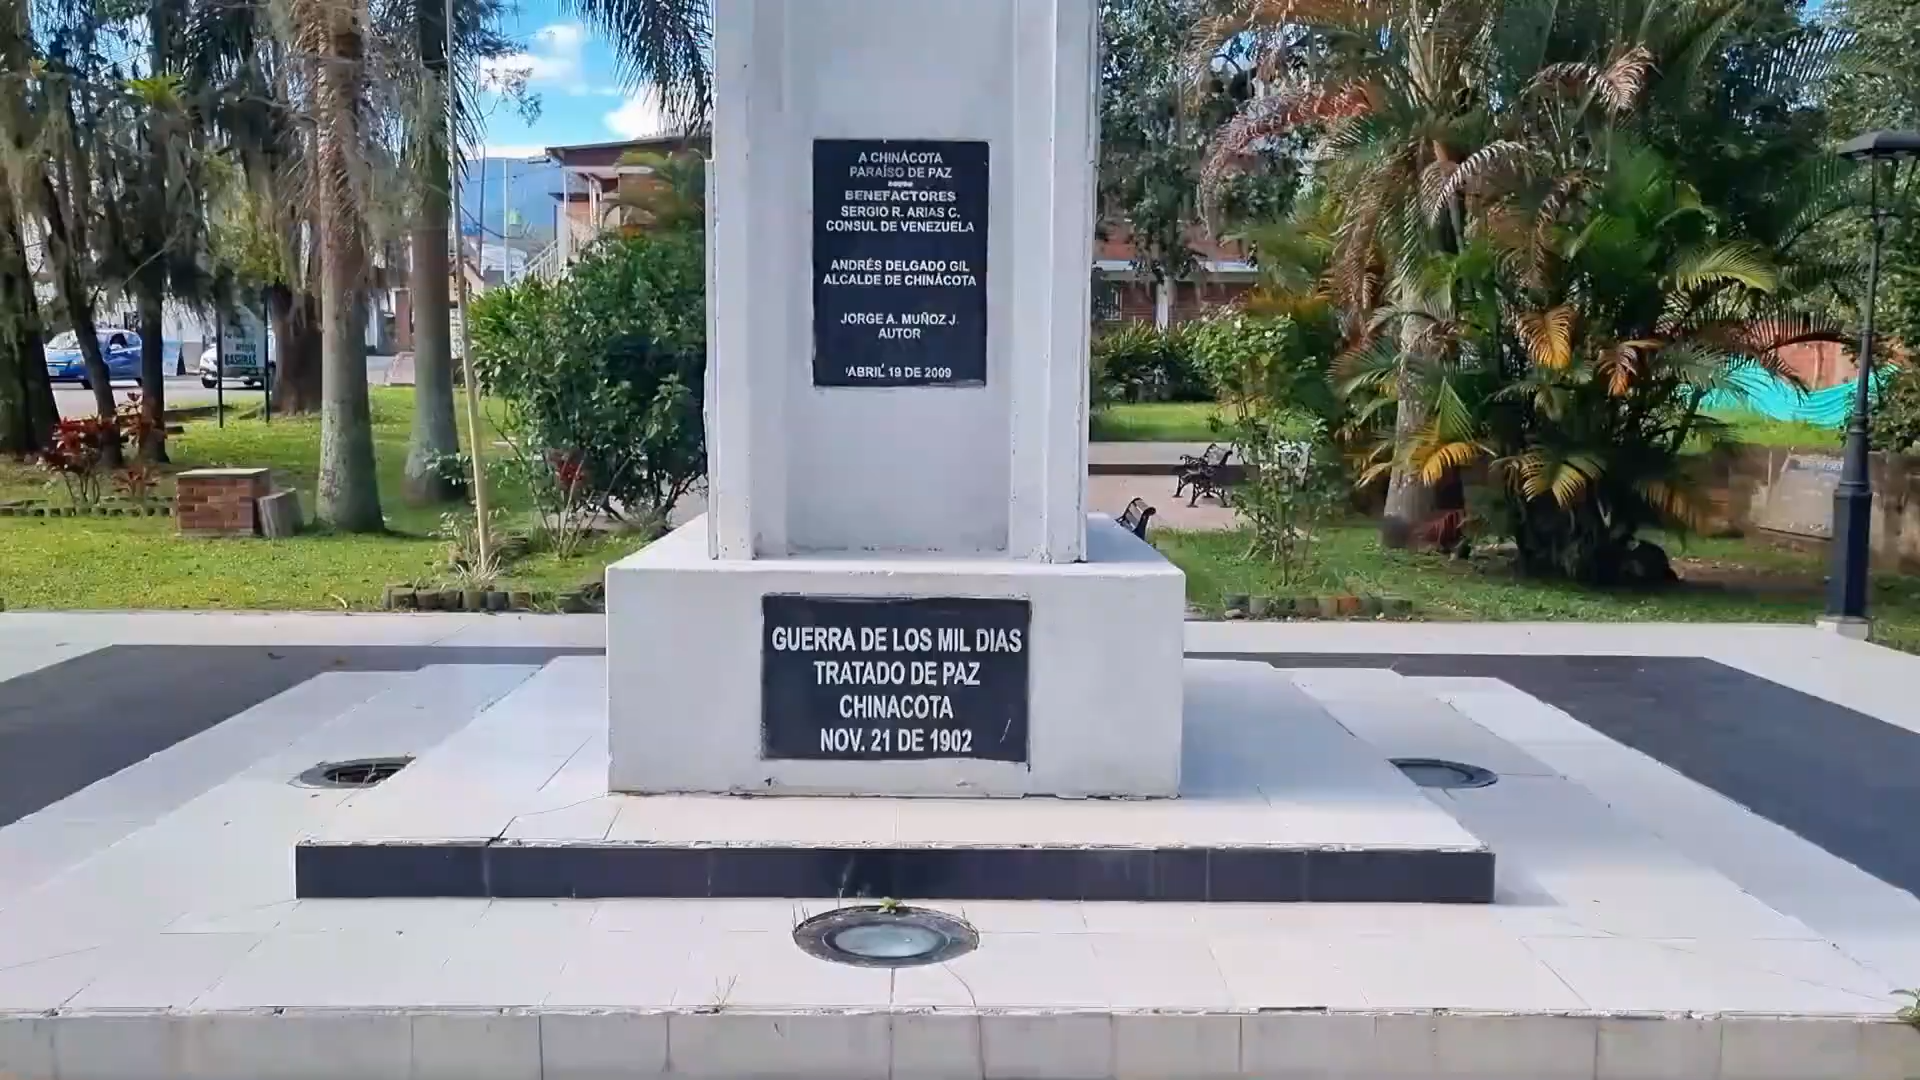 A CHINÁCOTA
PARAÍSO DE PAZ
BENEFACTORES
SERGIO R. ARIAS C.
CONSUL DE VENEZUELA
ANDRÉS DELGADO GIL
ALCALDE DE CHINÁCOTA
JORGE A. MUÑOZ J.
AUTOR
ABRIL 19 DE 2009
GUERRA DE LOS MIL DIAS
TRATADO DE PAZ
CHINACOTA
NOV. 21 DE 1902
BASURAS